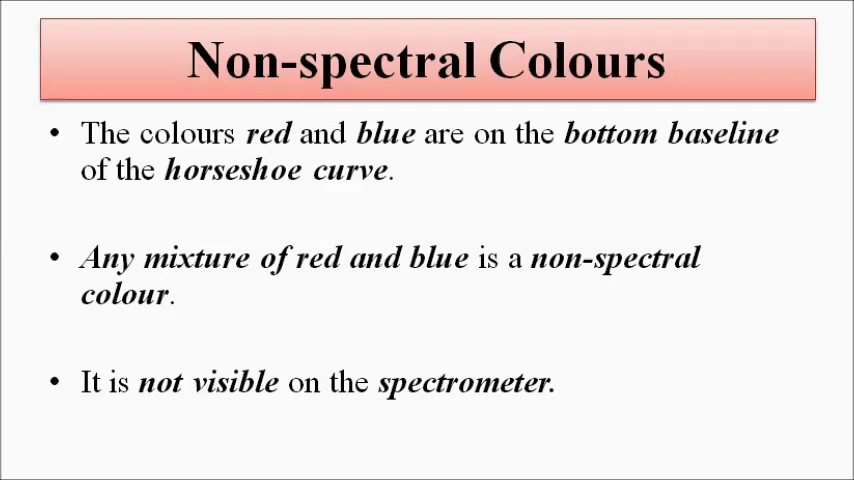 Non-spectral Colours
• The colours red and blue are on the bottom baseline
of the horseshoe curve.
• Any mixture of red and blue is a non-spectral
colour.
• It is not visible on the spectrometer.